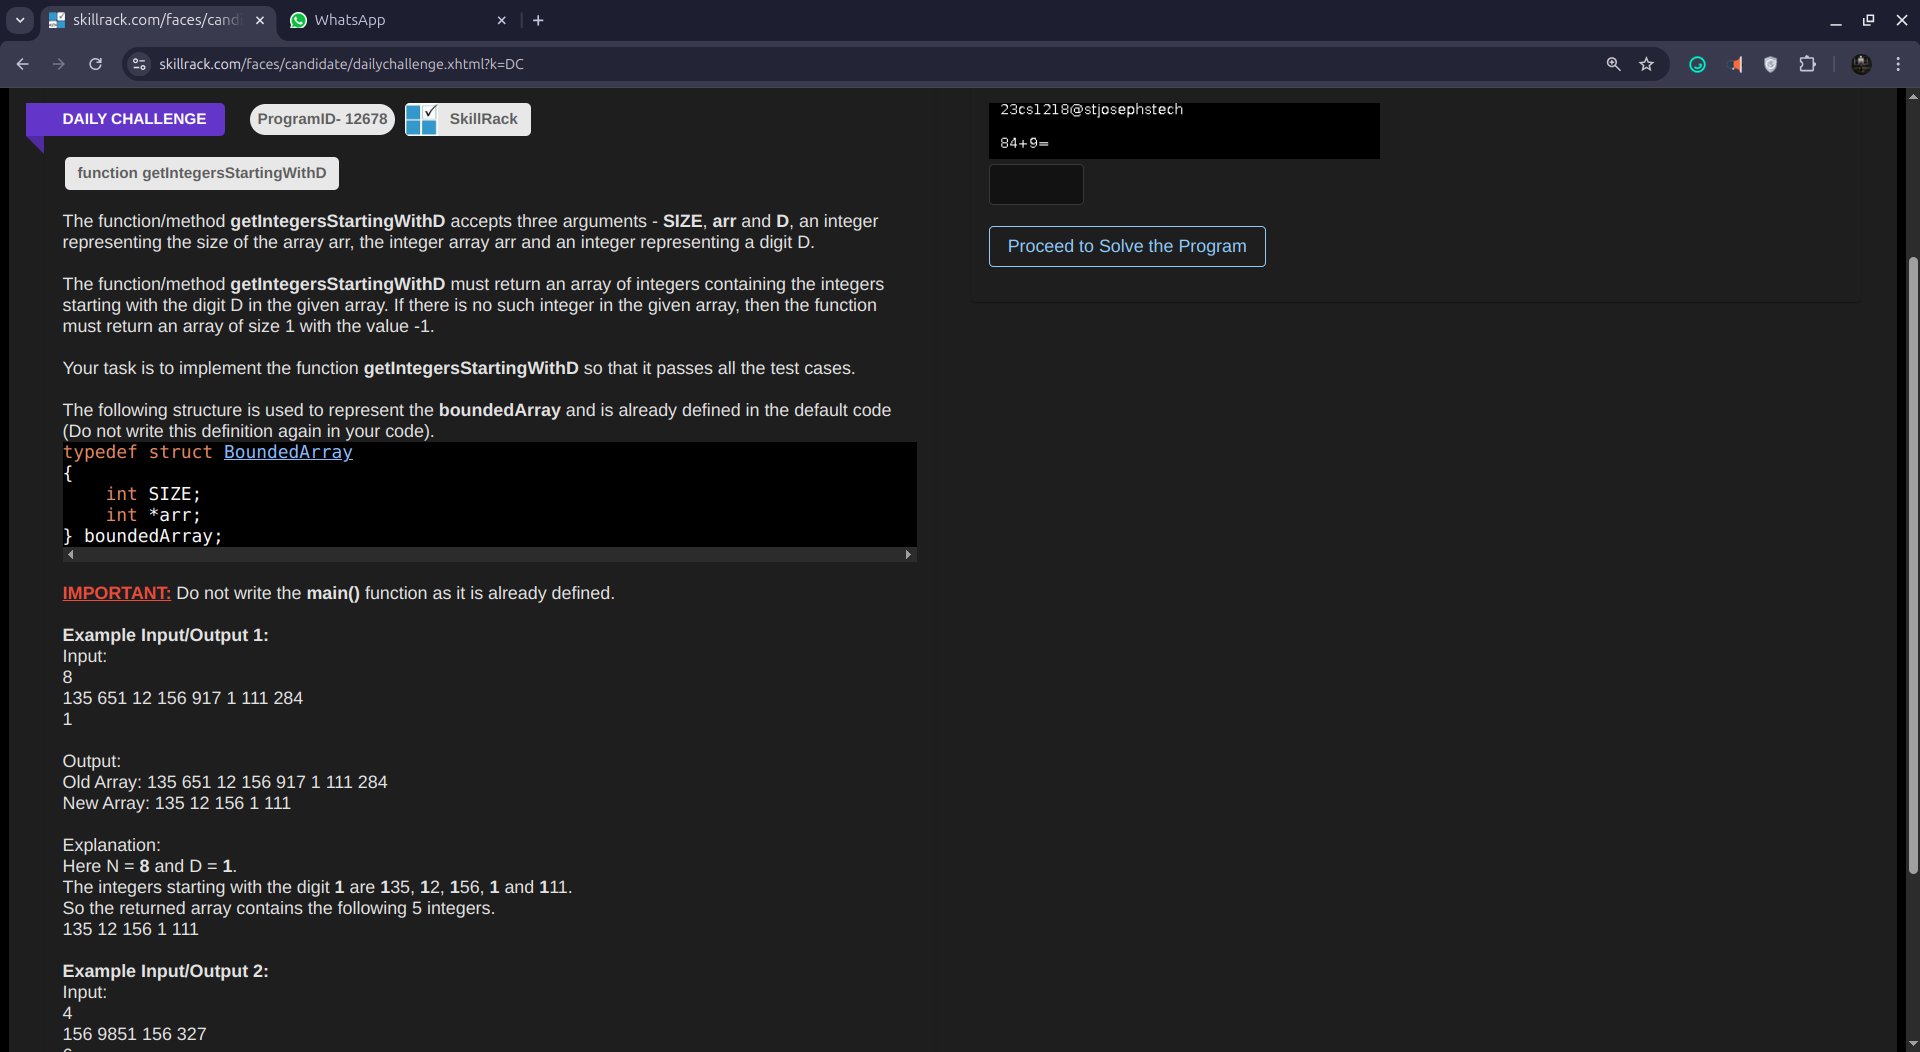 skillrack.com/faces/cand
WhatsApp
skillrack.com/faces/candidate/dailychallenge.xhtml?k=DC
DAILY CHALLENGE
ProgramID- 12678
SkillRack
function getIntegersStartingWithD
The function/method getIntegersStartingWithD accepts three arguments - SIZE, arr and D, an integer
representing the size of the array arr, the integer array arr and an integer representing a digit D.
The function/method getIntegersStartingWithD must return an array of integers containing the integers
starting with the digit D in the given array. If there is no such integer in the given array, then the function
must return an array of size 1 with the value -1.
Your task is to implement the function getIntegersStartingWithD so that it passes all the test cases.
The following structure is used to represent the boundedArray and is already defined in the default code
(Do not write this definition again in your code).
typedef struct BoundedArray
{
    int SIZE;
    int *arr;
} boundedArray;
IMPORTANT: Do not write the main() function as it is already defined.
Example Input/Output 1:
Input:
8
135 651 12 156 917 1 111 284
1
Output:
Old Array: 135 651 12 156 917 1 111 284
New Array: 135 12 156 1 111
Explanation:
Here N = 8 and D = 1.
The integers starting with the digit 1 are 135, 12, 156, 1 and 111.
So the returned array contains the following 5 integers.
135 12 156 1 111
Example Input/Output 2:
Input:
4
156 9851 156 327
23cs1218@stjosephstech
84+9=
Proceed to Solve the Program